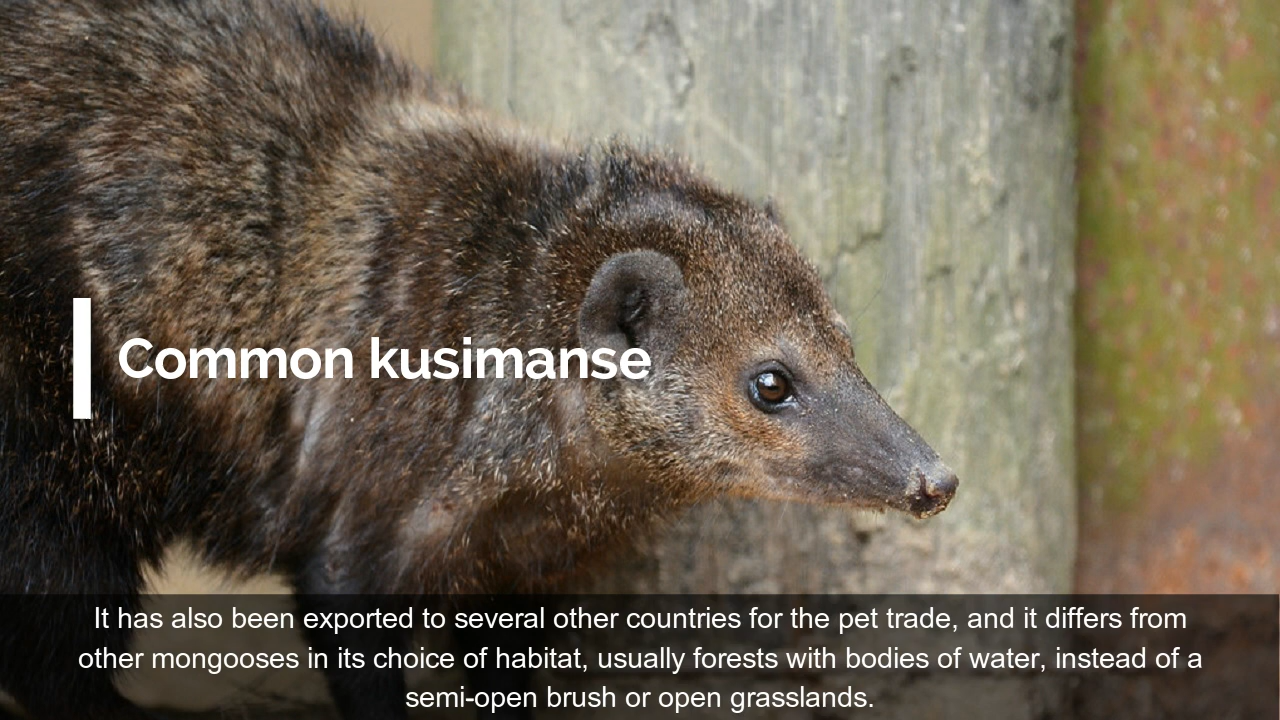 Common kusimanse
It has also been exported to several other countries for the pet trade, and it differs from
other mongooses in its choice of habitat, usually forests with bodies of water, instead of a
semi-open brush or open grasslands.